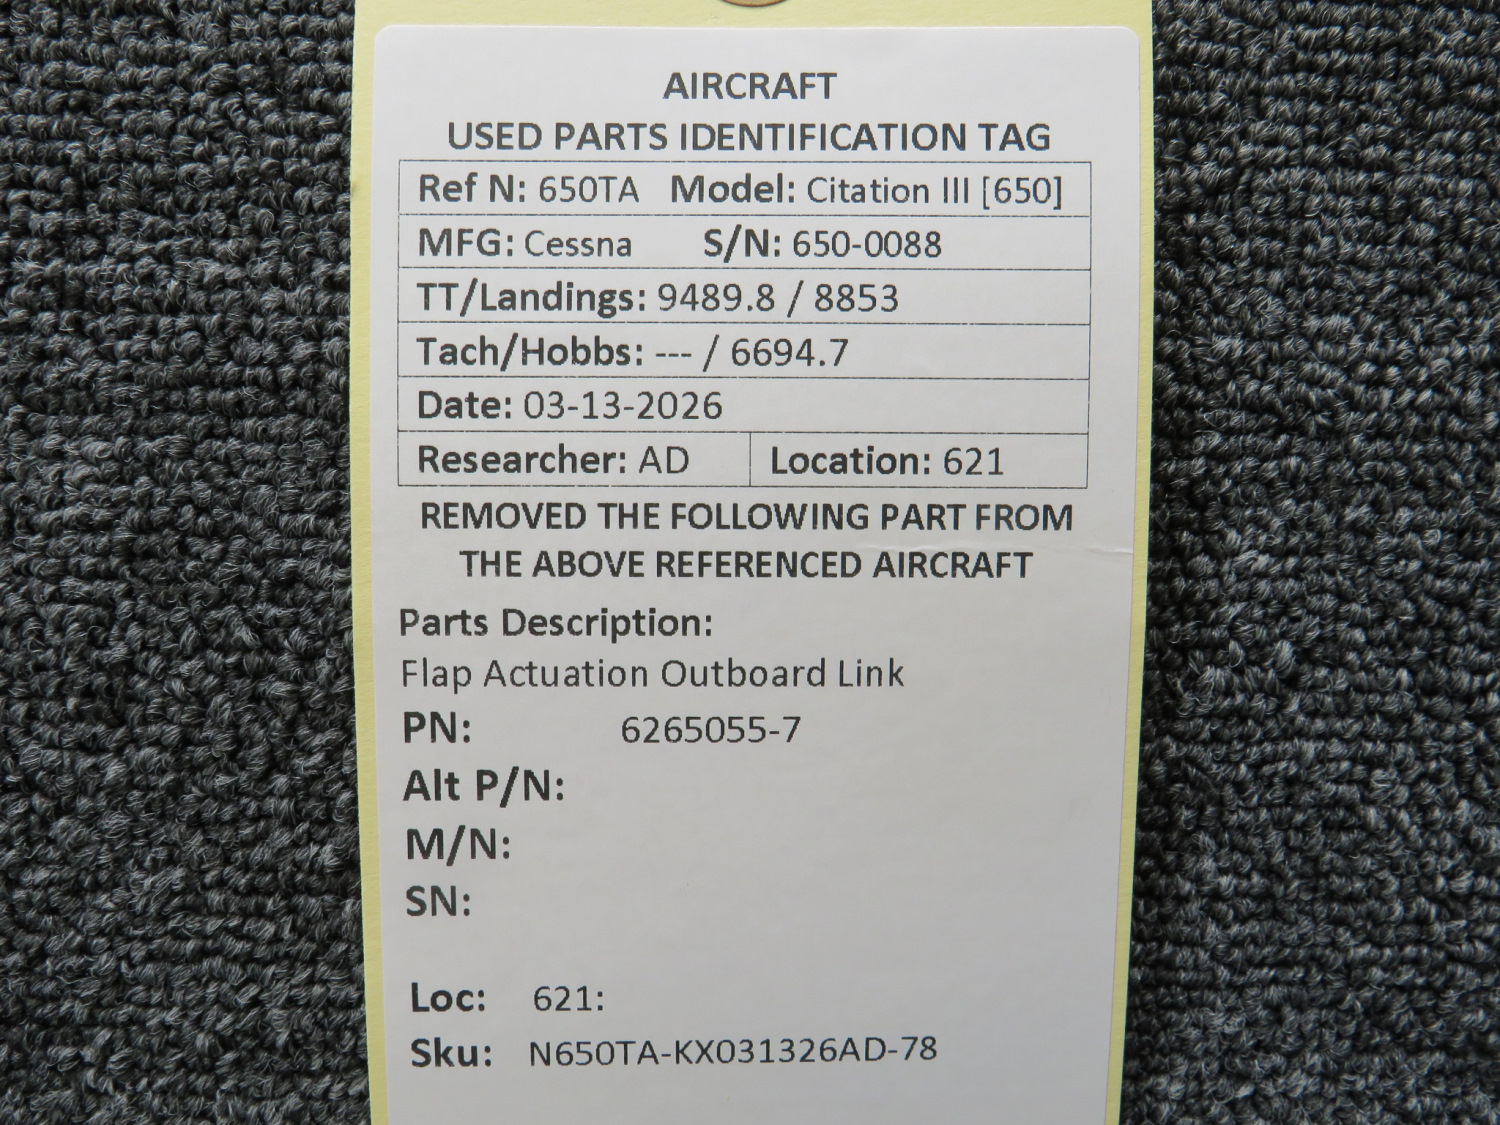 AIRCRAFT
USED PARTS IDENTIFICATION TAG
Ref N: 650TA Model: Citation III [650]
MFG: Cessna S/N: 650-0088
TT/Landings: 9489.8 / 8853
Tach/Hobbs: --- / 6694.7
Date: 03-13-2026
Researcher: AD Location: 621
REMOVED THE FOLLOWING PART FROM
THE ABOVE REFERENCED AIRCRAFT
Parts Description:
Flap Actuation Outboard Link
PN: 6265055-7
Alt P/N:
M/N:
SN:
Loc: 621:
Sku: N650TA-KX031326AD-78